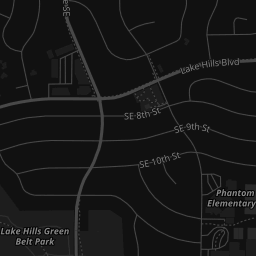 e SE
Lake Hills Blvd
SE 8th St
SE 9th St
SE 10th St
Phantom
Elementary
Lake Hills Green
Belt Park